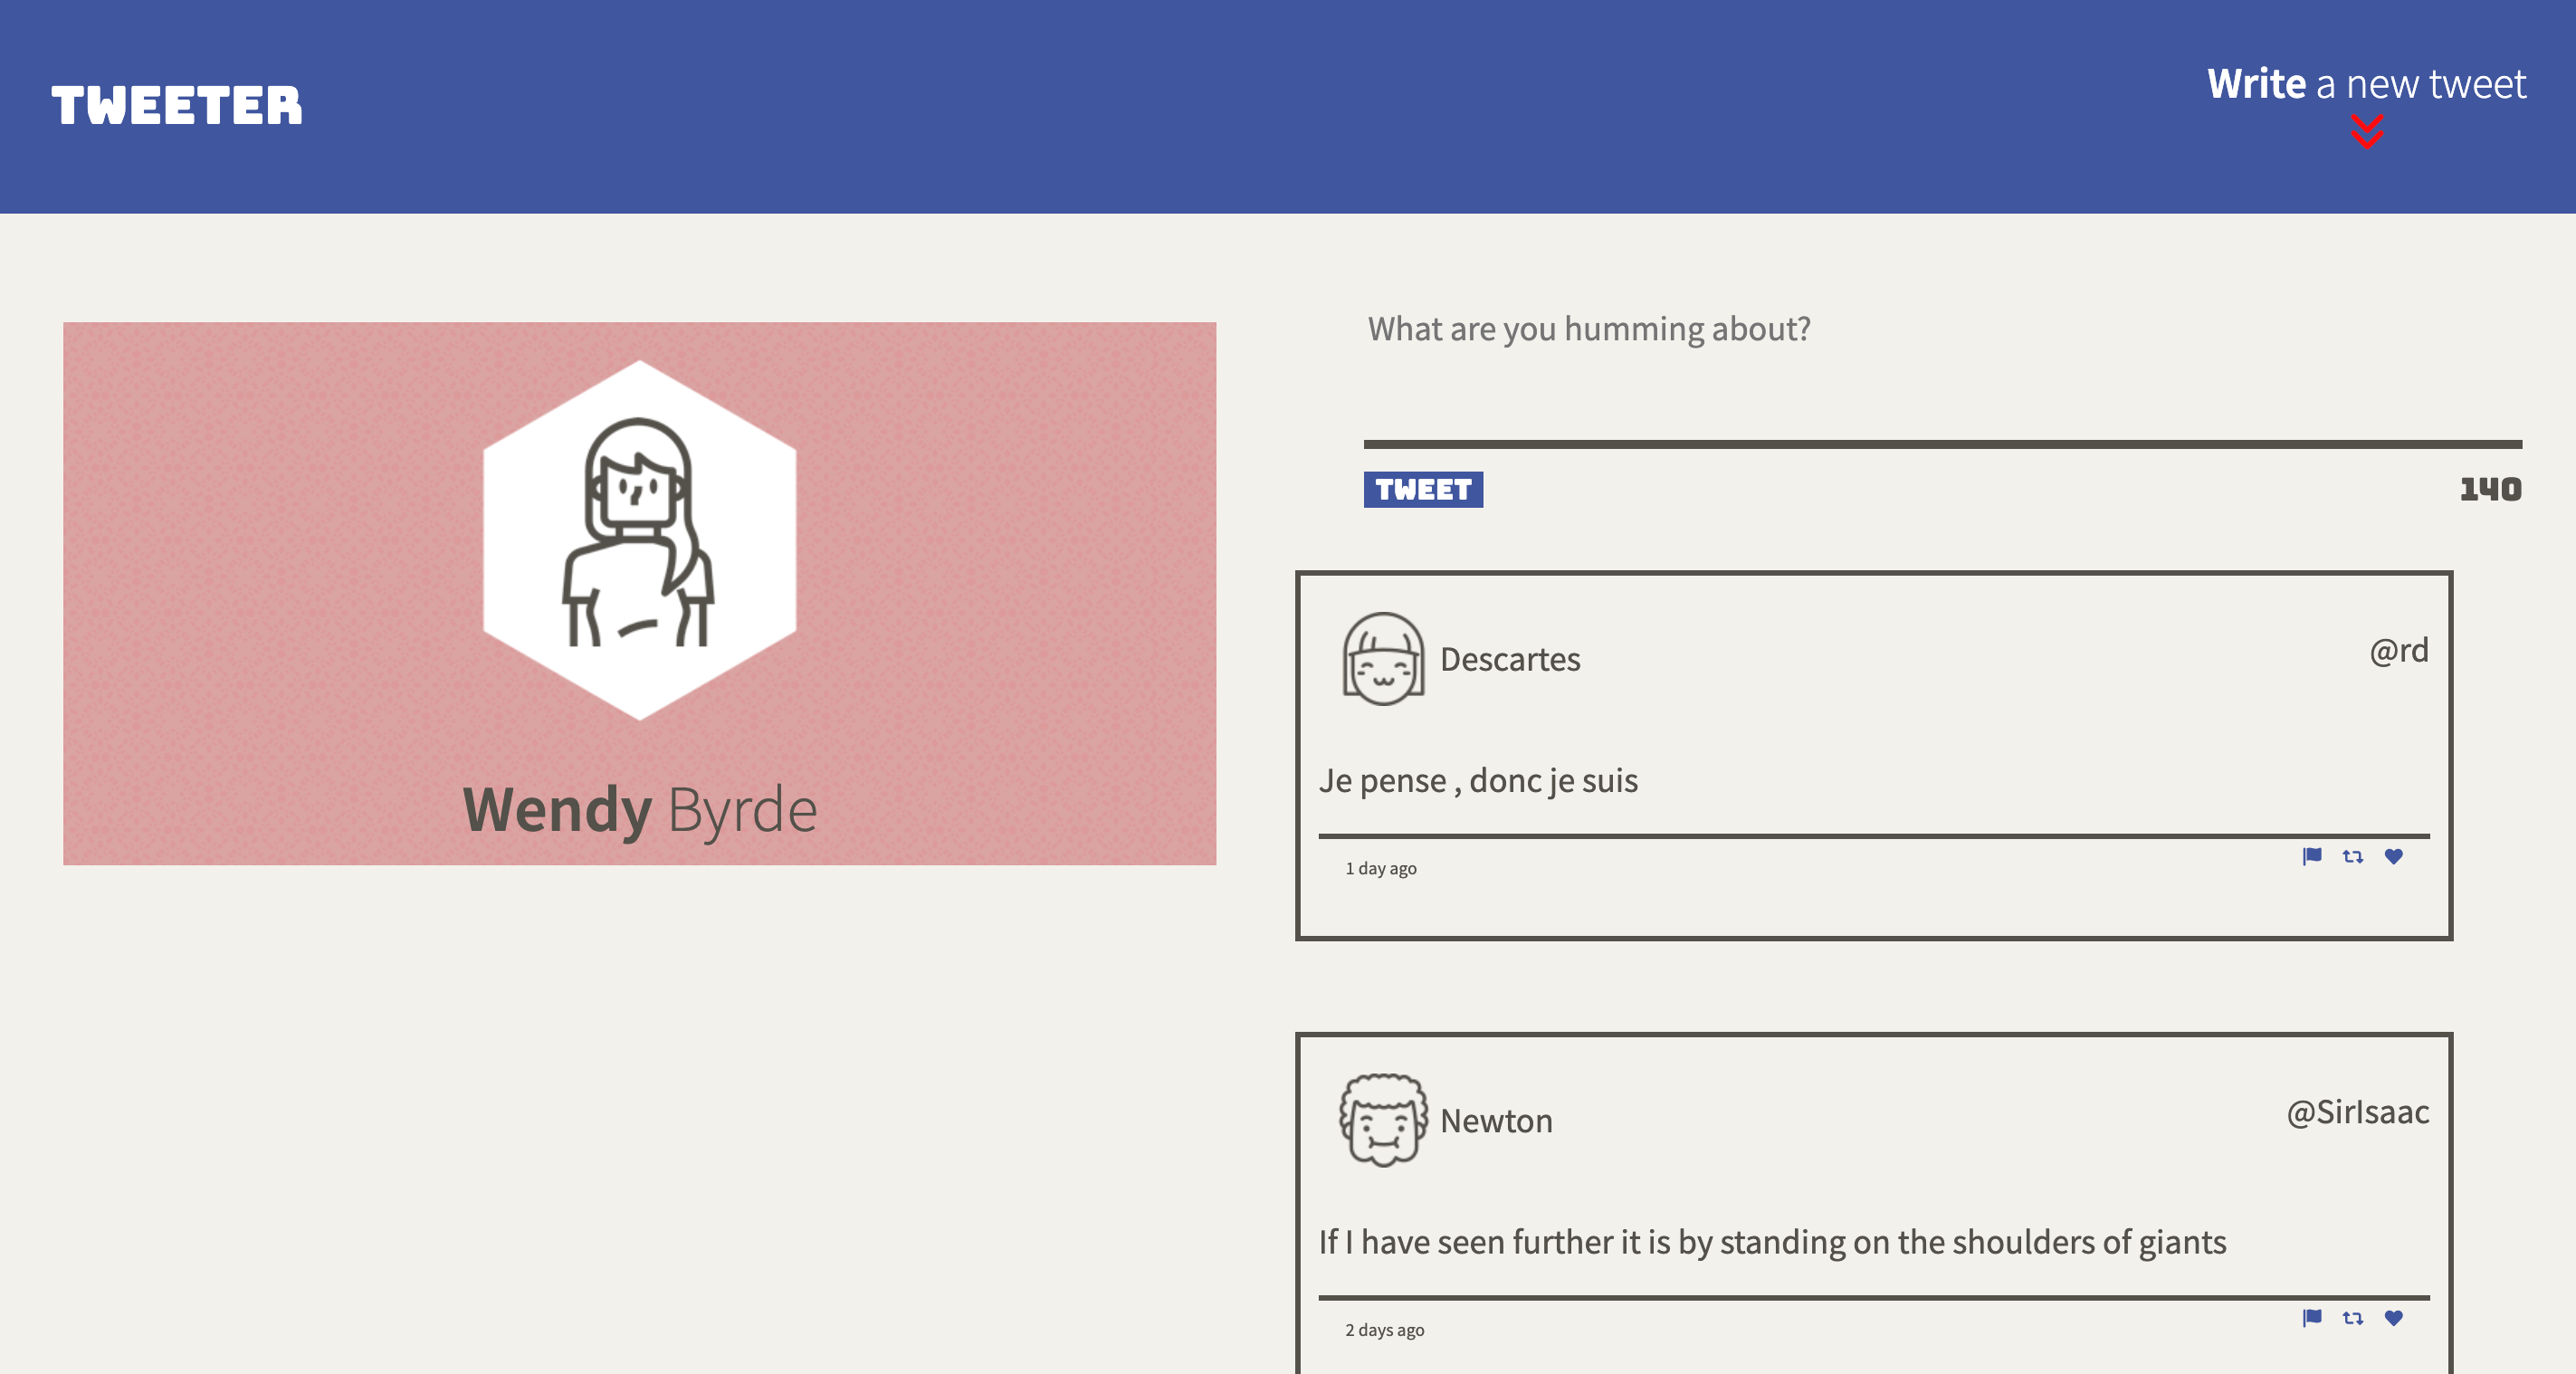 TWEETER
Write a new tweet
Wendy Byrde
What are you humming about?
TWEET
140
Descartes
@rd
Je pense , donc je suis
1 day ago
Newton
@SirIsaac
If I have seen further it is by standing on the shoulders of giants
2 days ago